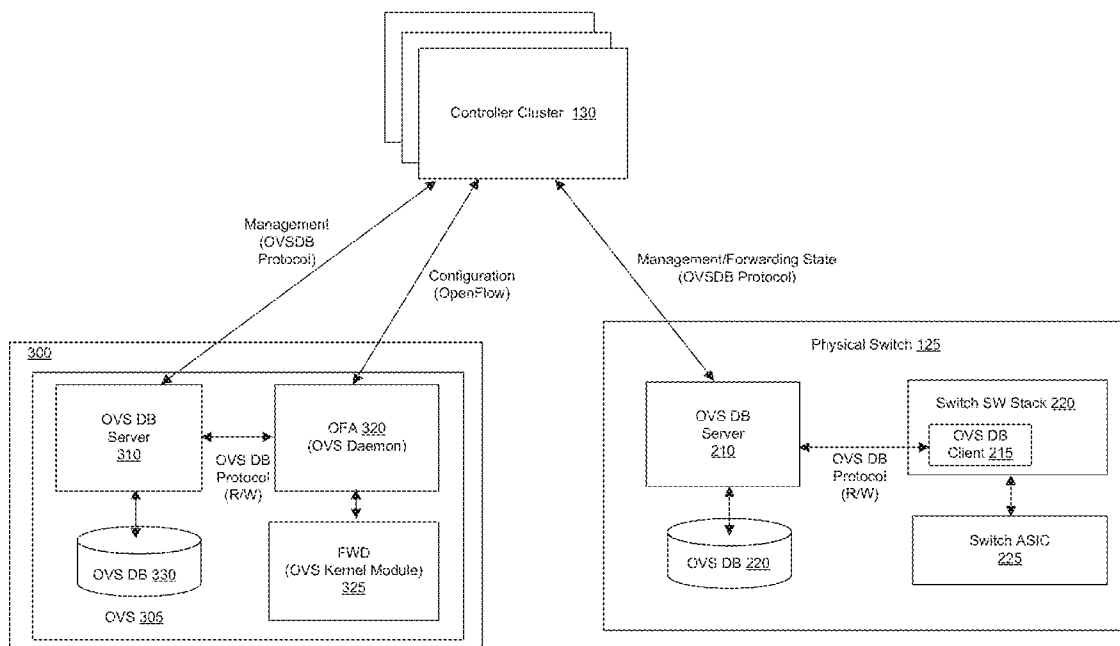 Controller Cluster 130
Management
(OVSDB
Protocol)
Configuration
(OpenFlow)
Management/Forwarding State
(OVSDB Protocol)
300
OVS DB
Server
310
OVS DB
Protocol
(R/W)
OFA 320
(OVS Daemon)
OVS DB 330
FWD
(OVS Kernel Module)
325
OVS 305
Physical Switch 125
OVS DB
Server
210
OVS DB
Protocol
(R/W)
Switch SW Stack 220
OVS DB
Client 215
OVS DB 220
Switch ASIC
225